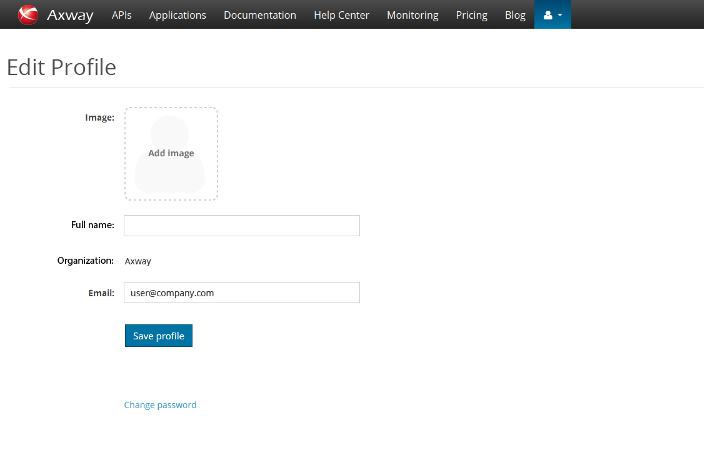 Axway APIs Applications Documentation Help Center Monitoring Pricing Blog
Edit Profile
Image:
Add image
Full name:
Organization: Axway
Email: user@company.com
Save profile
Change password